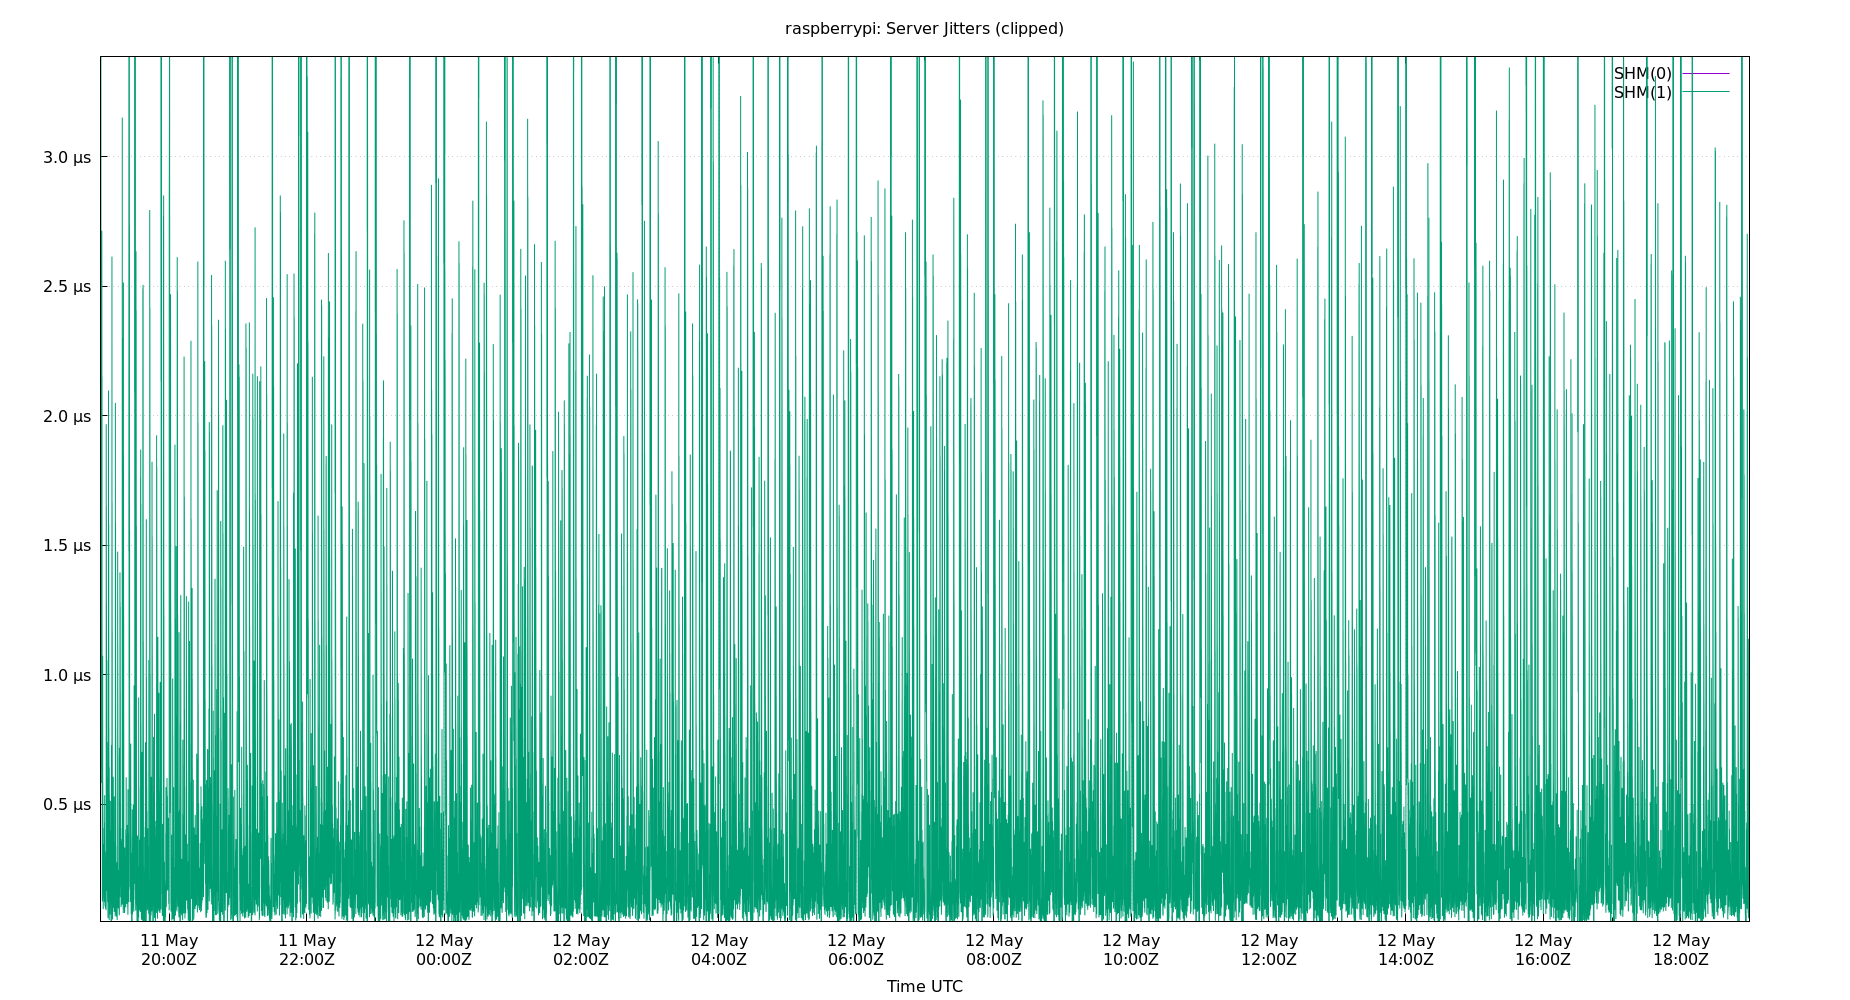 raspberrypi: Server Jitters (clipped)
SHM(0)
SHM(1)
3.0 µs
2.5 µs
2.0 µs
1.5 µs
1.0 µs
0.5 µs
11 May 11 May 12 May 12 May 12 May 12 May 12 May 12 May 12 May 12 May 12 May 12 May
20:00Z 22:00Z 00:00Z 02:00Z 04:00Z 06:00Z 08:00Z 10:00Z 12:00Z 14:00Z 16:00Z 18:00Z
Time UTC